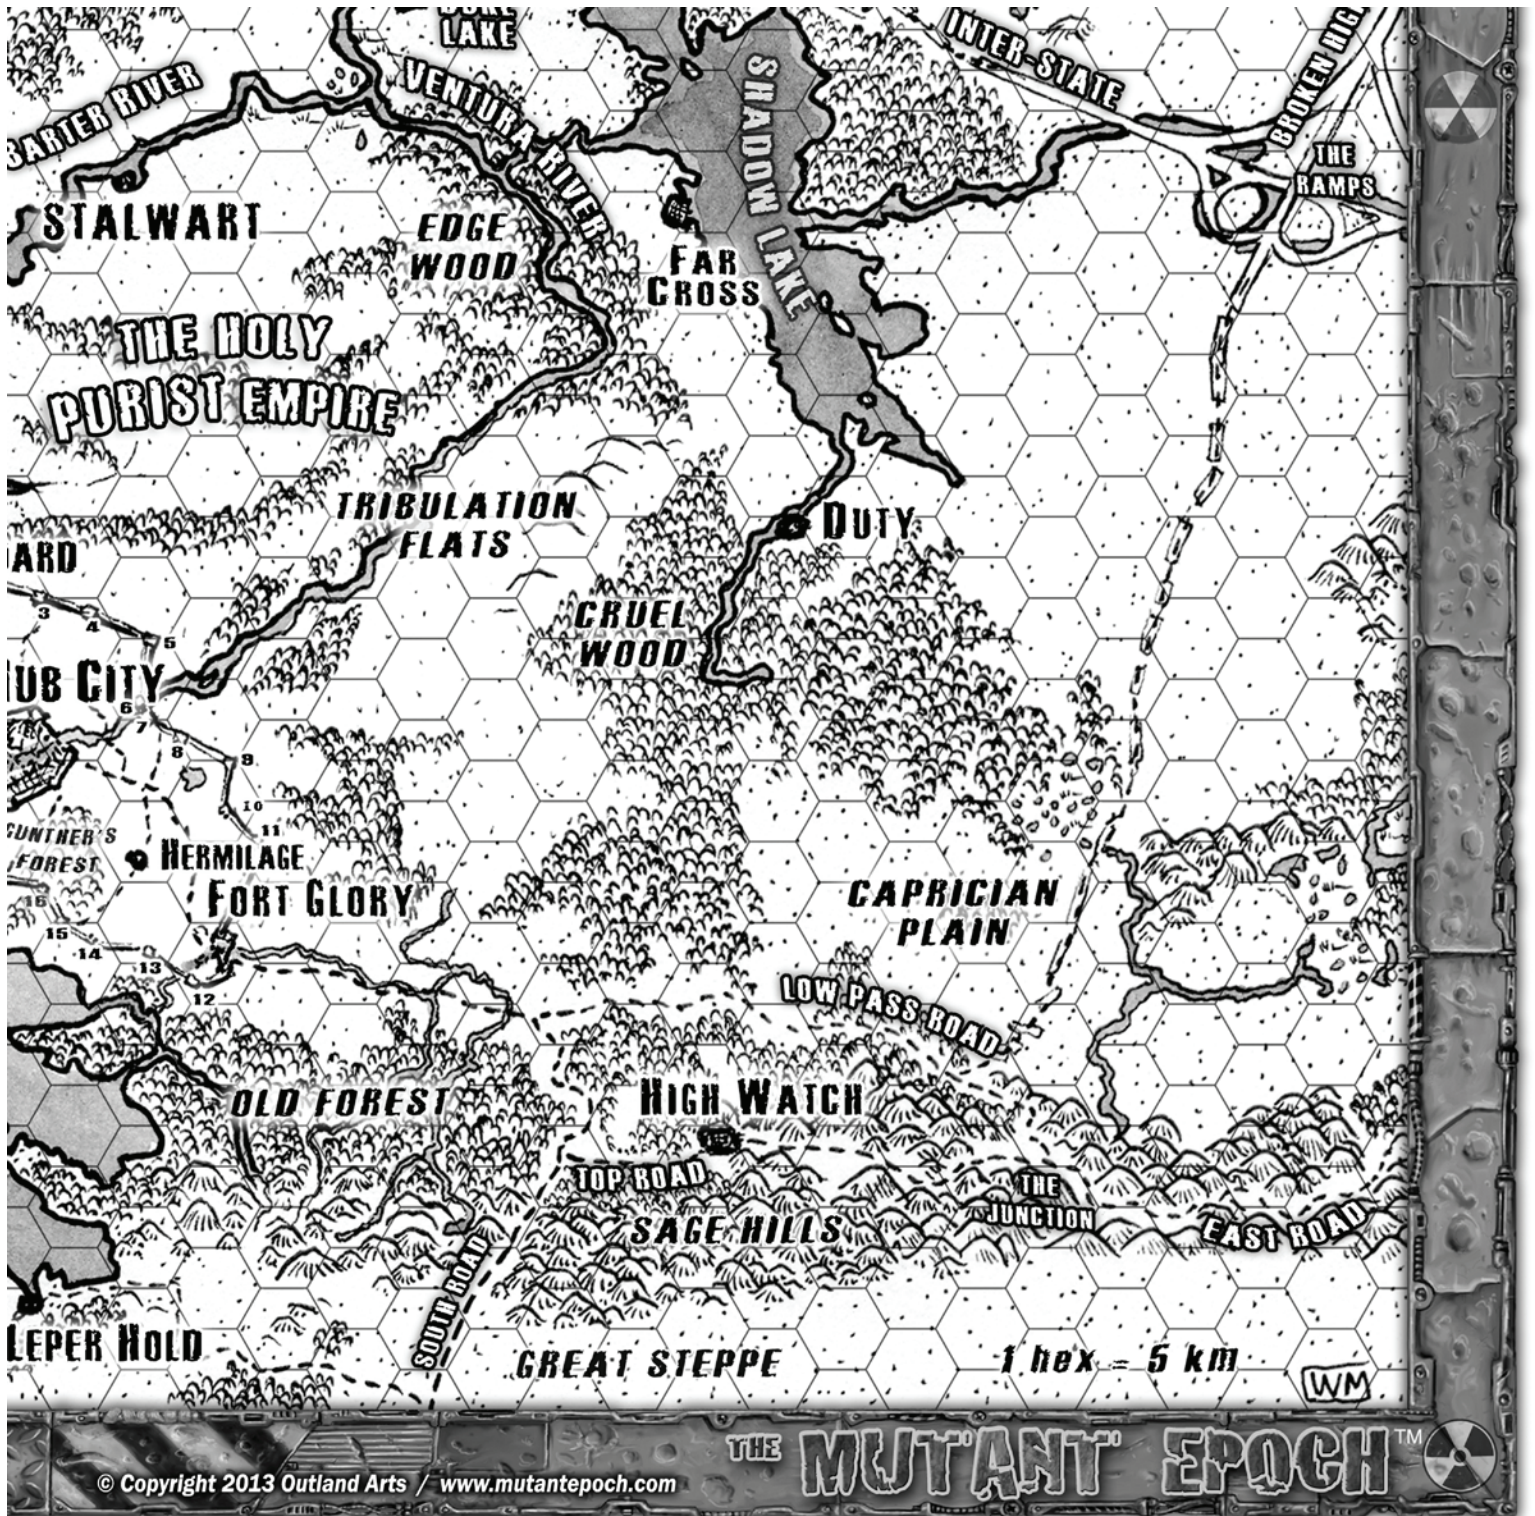 LAKE
INTER-STATE
BARTER RIVER
VENTURA RIVER
SHADOW LAKE
BROKEN HIG
THE
RAMPS
STALWART
EDGE
WOOD
FAR
CROSS
THE HOLY
PURIST EMPIRE
TRIBULATION
FLATS
DUTY
ARD
3
4
5
CRUEL
WOOD
UB CITY
6
7
8
9
10
11
GUNTHER'S
FOREST
HERMILAGE
FORT GLORY
CAPRICIAN
PLAIN
16
15
14
13
12
LOW PASS ROAD
OLD FOREST
HIGH WATCH
TOP ROAD
THE
JUNCTION
SAGE HILLS
EAST ROAD
SOUTH ROAD
LEPER HOLD
GREAT STEPPE
1 hex = 5 km
WM
THE MUTANT EPOCH™
© Copyright 2013 Outland Arts / www.mutantepoch.com